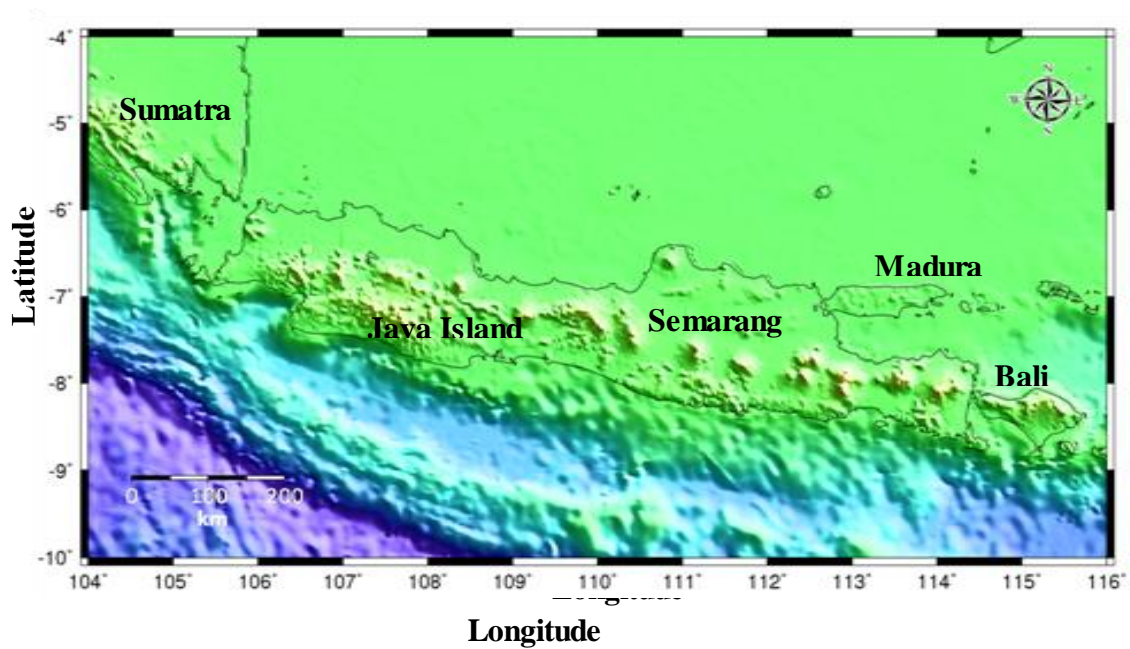 -4°
N
W E
S
Sumatra
-5°
-6°
Latitude
Madura
-7°
Java Island
Semarang
-8°
Bali
-9°
0 100 200
km
-10°
104° 105° 106° 107° 108° 109° 110° 111° 112° 113° 114° 115° 116°
Longitude
Longitude